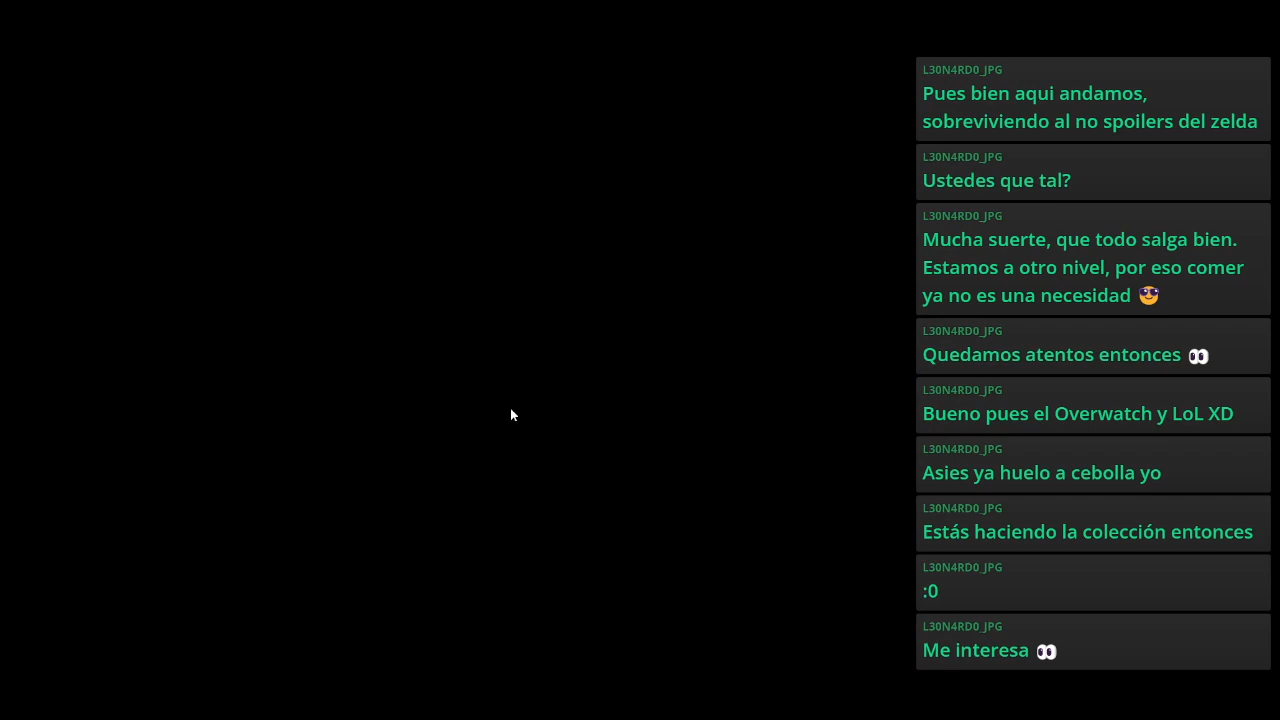 L30N4RD0_JPG
Pues bien aqui andamos,
sobreviviendo al no spoilers del zelda
L30N4RD0_JPG
Ustedes que tal?
L30N4RD0_JPG
Mucha suerte, que todo salga bien.
Estamos a otro nivel, por eso comer
ya no es una necesidad 😎
L30N4RD0_JPG
Quedamos atentos entonces 👀
L30N4RD0_JPG
Bueno pues el Overwatch y LoL XD
L30N4RD0_JPG
Asies ya huelo a cebolla yo
L30N4RD0_JPG
Estás haciendo la colección entonces
L30N4RD0_JPG
:0
L30N4RD0_JPG
Me interesa 👀